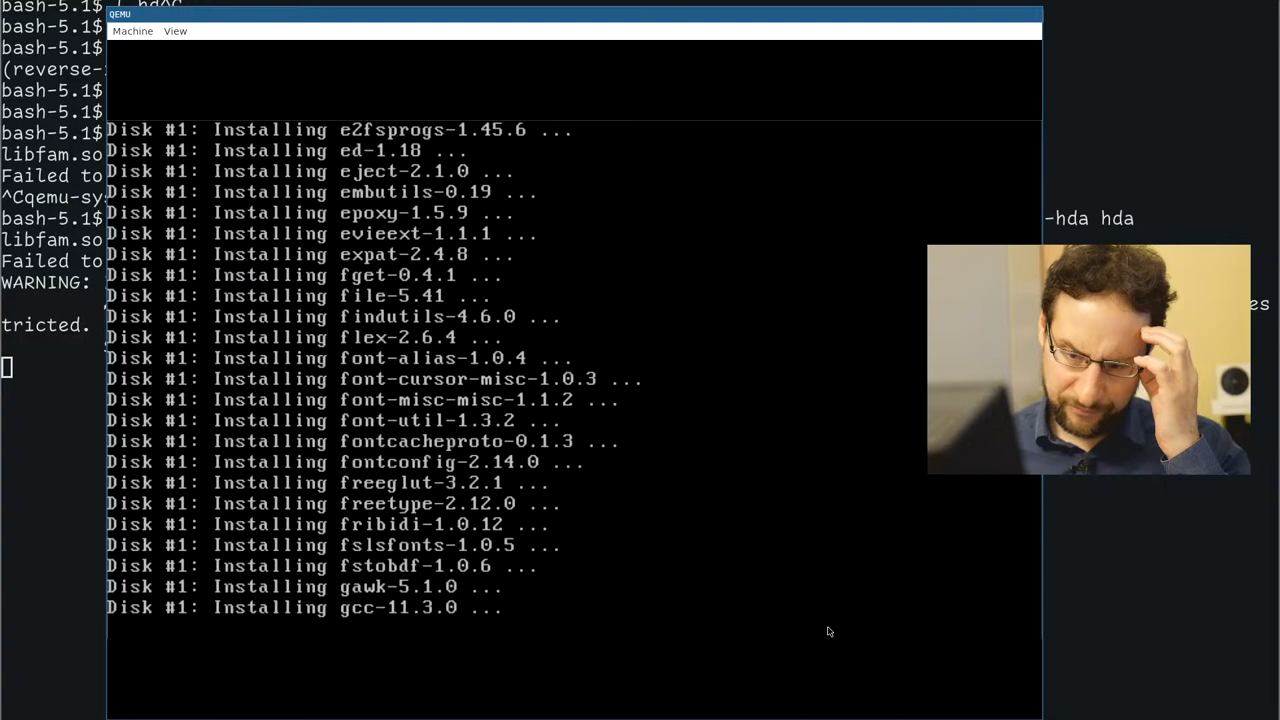 bash-5.1$
bash-5.1$
bash-5.1$
(reverse-
bash-5.1$
bash-5.1$
bash-5.1$
libfam.so
Failed to
^Cqemu-sy
bash-5.1$ -hda hda
libfam.so
Failed to
WARNING: es
tricted.
QEMU
Machine View
Disk #1: Installing e2fsprogs-1.45.6 ...
Disk #1: Installing ed-1.18 ...
Disk #1: Installing eject-2.1.0 ...
Disk #1: Installing embutils-0.19 ...
Disk #1: Installing epoxy-1.5.9 ...
Disk #1: Installing evieext-1.1.1 ...
Disk #1: Installing expat-2.4.8 ...
Disk #1: Installing fget-0.4.1 ...
Disk #1: Installing file-5.41 ...
Disk #1: Installing findutils-4.6.0 ...
Disk #1: Installing flex-2.6.4 ...
Disk #1: Installing font-alias-1.0.4 ...
Disk #1: Installing font-cursor-misc-1.0.3 ...
Disk #1: Installing font-misc-misc-1.1.2 ...
Disk #1: Installing font-util-1.3.2 ...
Disk #1: Installing fontcacheproto-0.1.3 ...
Disk #1: Installing fontconfig-2.14.0 ...
Disk #1: Installing freeglut-3.2.1 ...
Disk #1: Installing freetype-2.12.0 ...
Disk #1: Installing fribidi-1.0.12 ...
Disk #1: Installing fslsfonts-1.0.5 ...
Disk #1: Installing fstobdf-1.0.6 ...
Disk #1: Installing gawk-5.1.0 ...
Disk #1: Installing gcc-11.3.0 ...